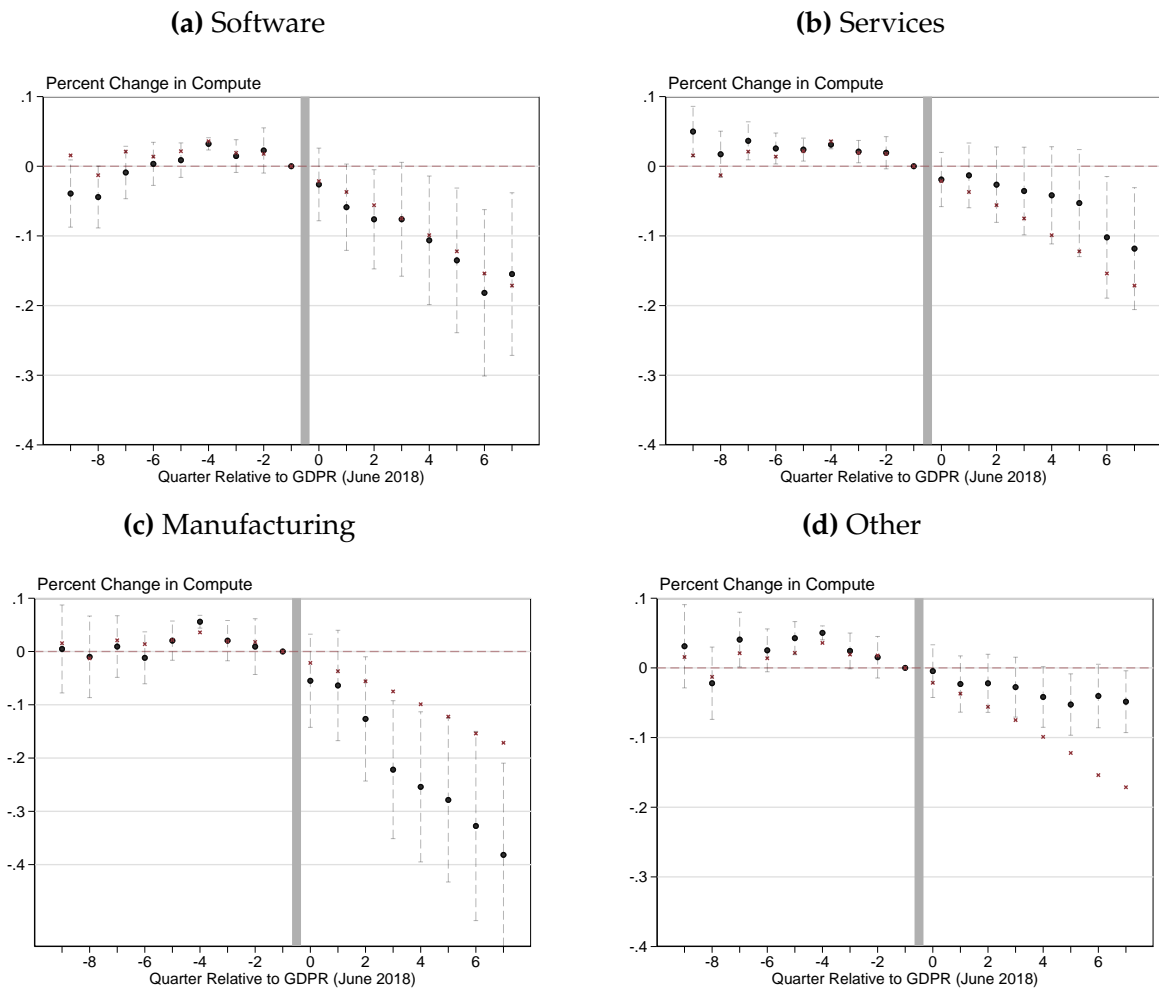 (a) Software
Percent Change in Compute
.1
0
-.1
-.2
-.3
-.4
-8 -6 -4 -2 0 2 4 6
Quarter Relative to GDPR (June 2018)
(b) Services
Percent Change in Compute
.1
0
-.1
-.2
-.3
-.4
-8 -6 -4 -2 0 2 4 6
Quarter Relative to GDPR (June 2018)
(c) Manufacturing
Percent Change in Compute
.1
0
-.1
-.2
-.3
-.4
-8 -6 -4 -2 0 2 4 6
Quarter Relative to GDPR (June 2018)
(d) Other
Percent Change in Compute
.1
0
-.1
-.2
-.3
-.4
-8 -6 -4 -2 0 2 4 6
Quarter Relative to GDPR (June 2018)